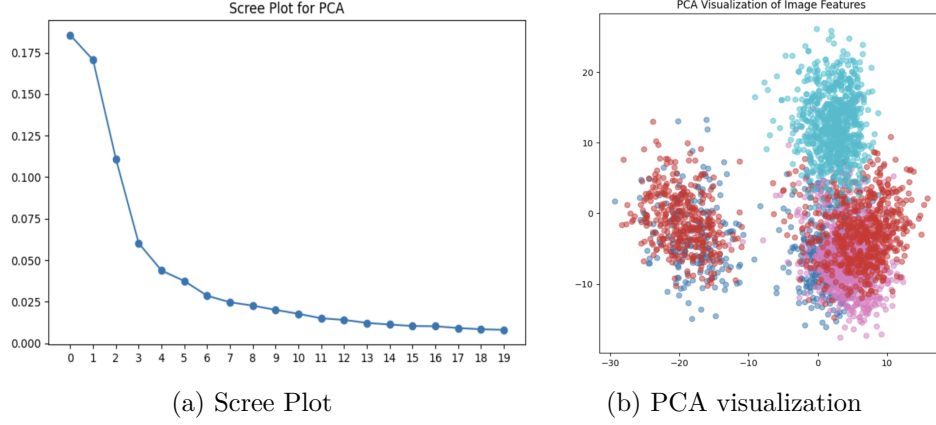 Scree Plot for PCA
0.175
0.150
0.125
0.100
0.075
0.050
0.025
0.000
0 1 2 3 4 5 6 7 8 9 10 11 12 13 14 15 16 17 18 19
(a) Scree Plot
PCA Visualization of Image Features
20
10
0
−10
−30 −20 −10 0 10
(b) PCA visualization